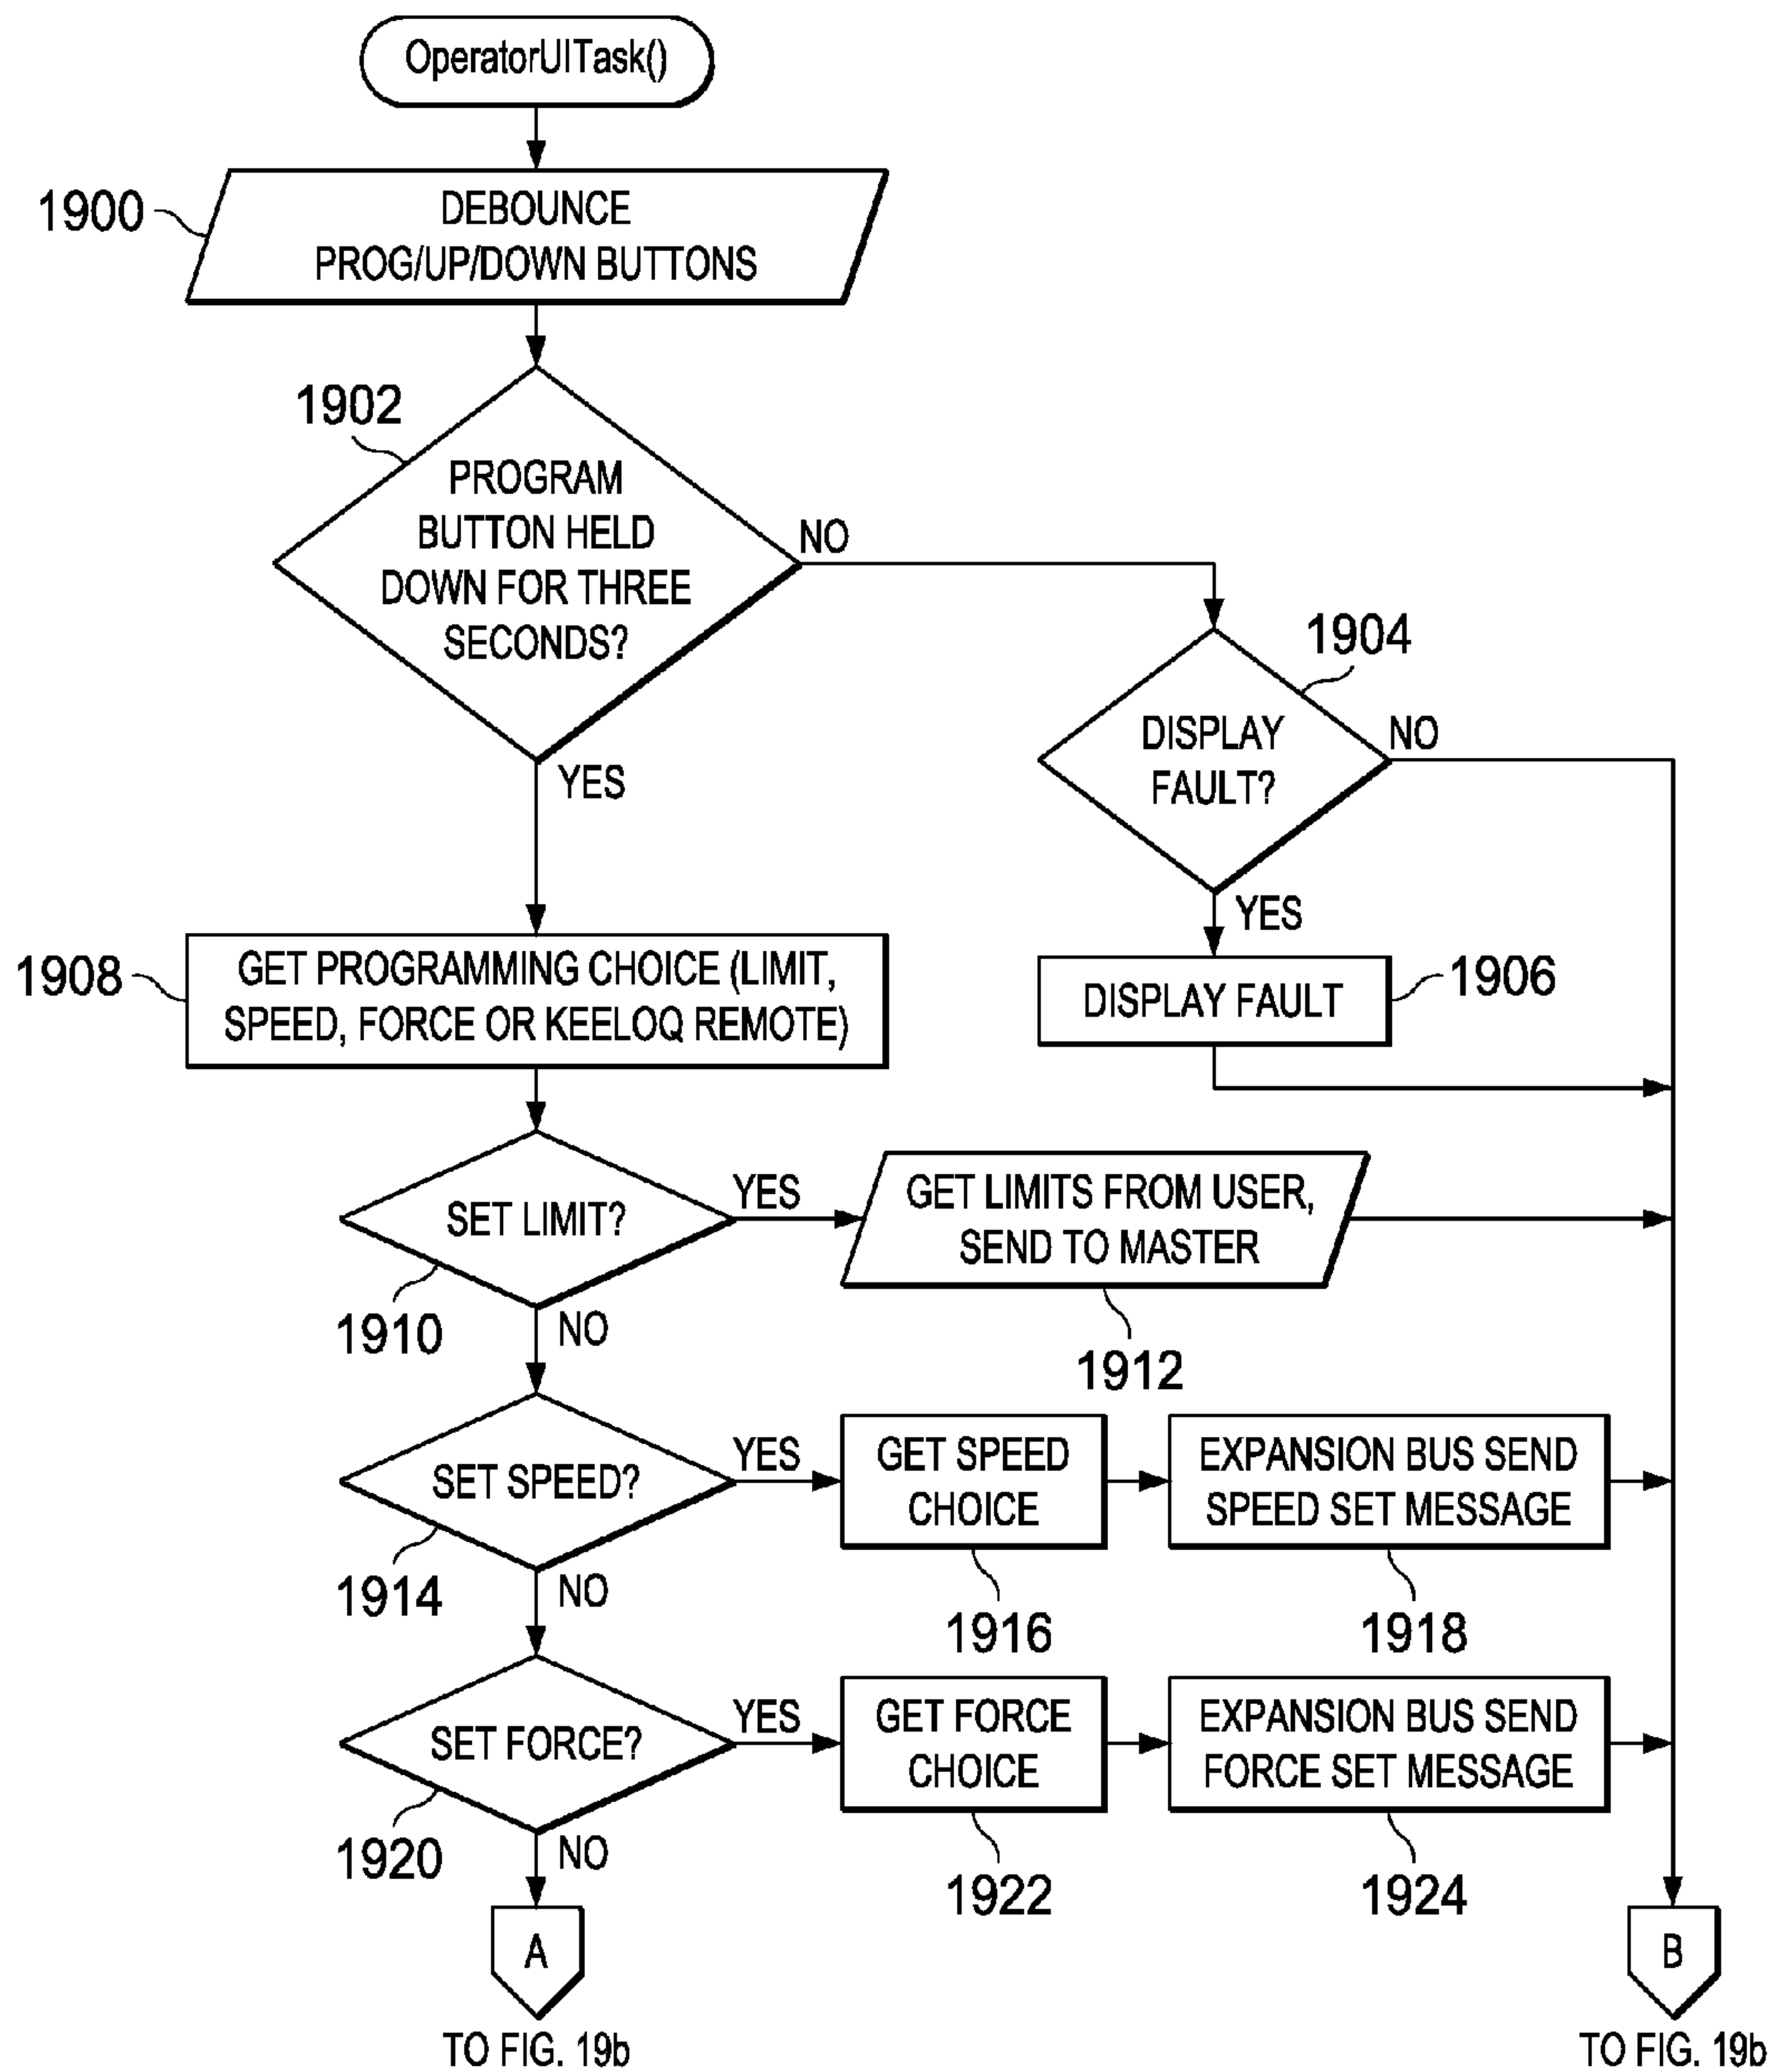 OperatorUITask()
1900
DEBOUNCE
PROG/UP/DOWN BUTTONS
1902
PROGRAM
BUTTON HELD
DOWN FOR THREE
SECONDS?
NO
YES
1904
DISPLAY
FAULT?
NO
YES
1908
GET PROGRAMMING CHOICE (LIMIT,
SPEED, FORCE OR KEELOQ REMOTE)
DISPLAY FAULT
1906
SET LIMIT?
YES
GET LIMITS FROM USER,
SEND TO MASTER
1910
NO
1912
SET SPEED?
YES
GET SPEED
CHOICE
EXPANSION BUS SEND
SPEED SET MESSAGE
1914
NO
1916
1918
SET FORCE?
YES
GET FORCE
CHOICE
EXPANSION BUS SEND
FORCE SET MESSAGE
1920
NO
1922
1924
A
TO FIG. 19b
B
TO FIG. 19b